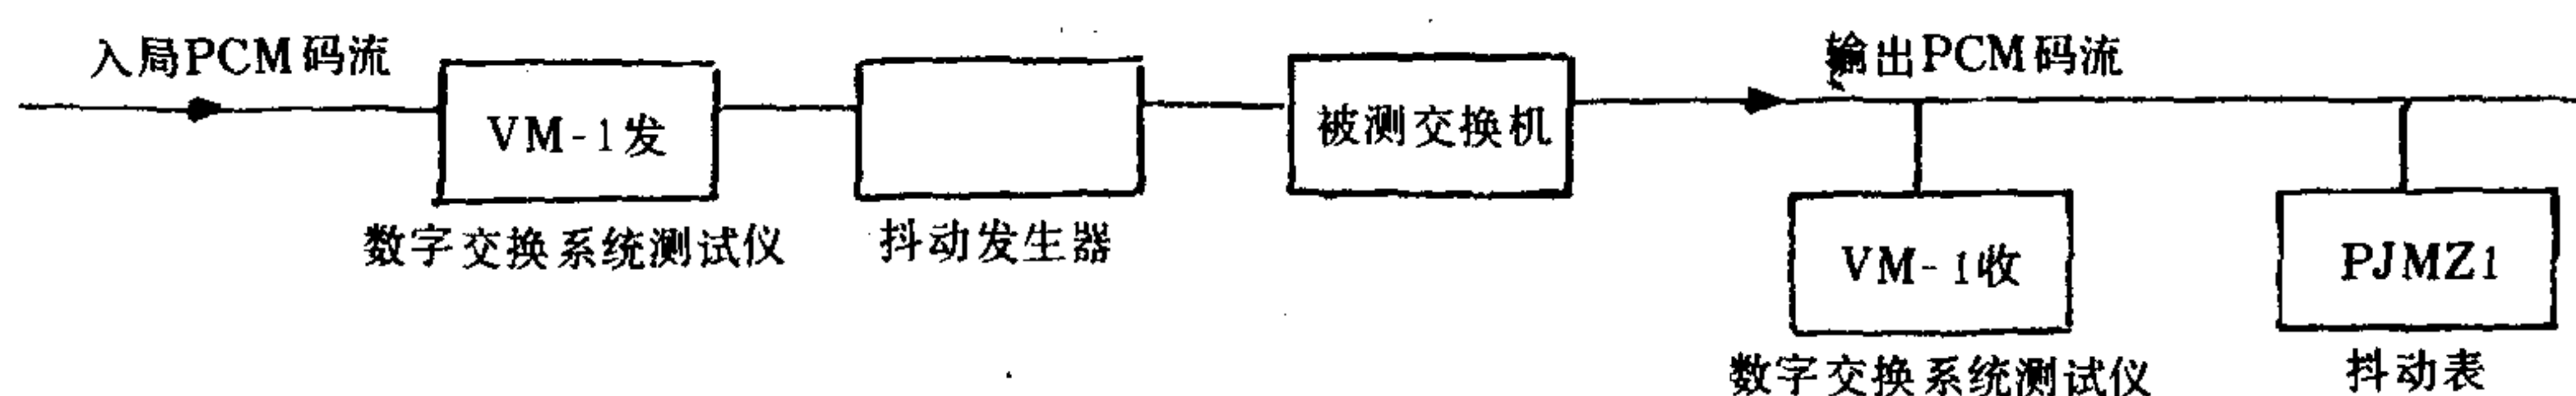 入局PCM码流
VM-1发
数字交换系统测试仪
抖动发生器
被测交换机
输出PCM码流
VM-1收
数字交换系统测试仪
PJMZ1
抖动表